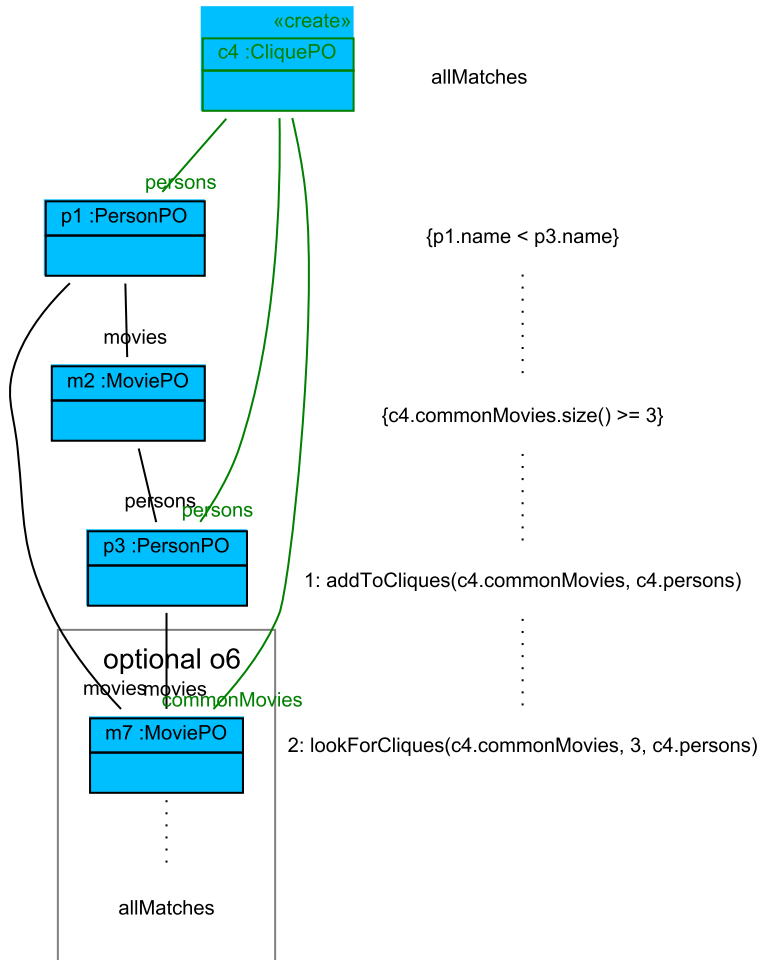 «create»
c4 :CliquePO
allMatches
persons
p1 :PersonPO
{p1.name < p3.name}
movies
m2 :MoviePO
{c4.commonMovies.size() >= 3}
persons
persons
p3 :PersonPO
1: addToCliques(c4.commonMovies, c4.persons)
optional o6
movies
movies
commonMovies
m7 :MoviePO
2: lookForCliques(c4.commonMovies, 3, c4.persons)
allMatches